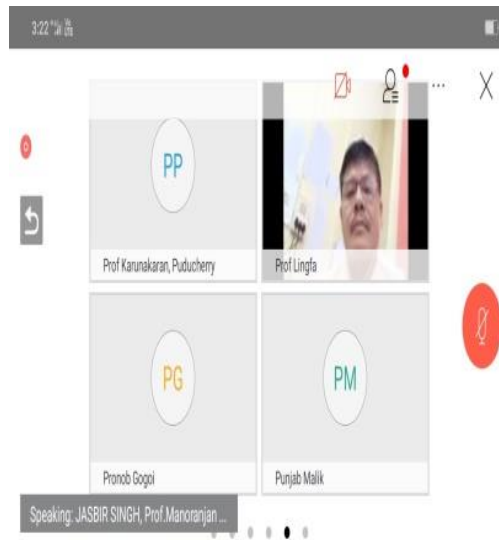 3:22
PP
Prof Karunakaran, Puducherry
Prof Lingfa
PG
PM
Pronob Gogoi
Punjab Malik
Speaking: JASBIR SINGH, Prof.Manoranjan ...